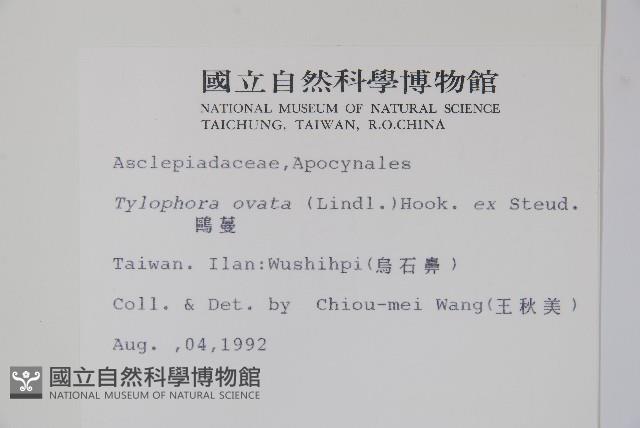 國立自然科學博物館
NATIONAL MUSEUM OF NATURAL SCIENCE
TAICHUNG, TAIWAN, R.O.CHINA
Asclepiadaceae,Apocynales
Tylophora ovata (Lindl.)Hook. ex Steud.
鷗蔓
Taiwan. Ilan:Wushihpi(烏石鼻)
Coll. & Det. by Chiou-mei Wang(王秋美)
Aug. ,04,1992
國立自然科學博物館
NATIONAL MUSEUM OF NATURAL SCIENCE